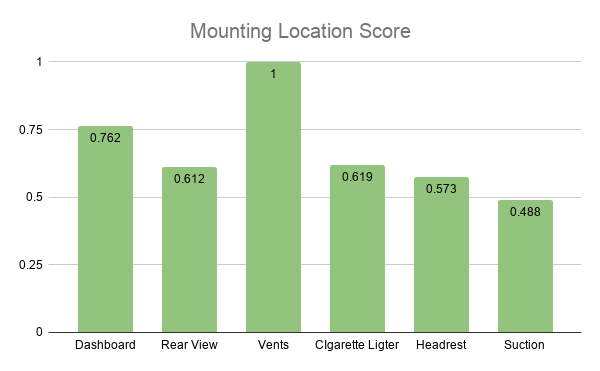 Mounting Location Score
1
0.75
0.5
0.25
0
0.762
0.612
1
0.619
0.573
0.488
Dashboard
Rear View
Vents
CIgarette Ligter
Headrest
Suction